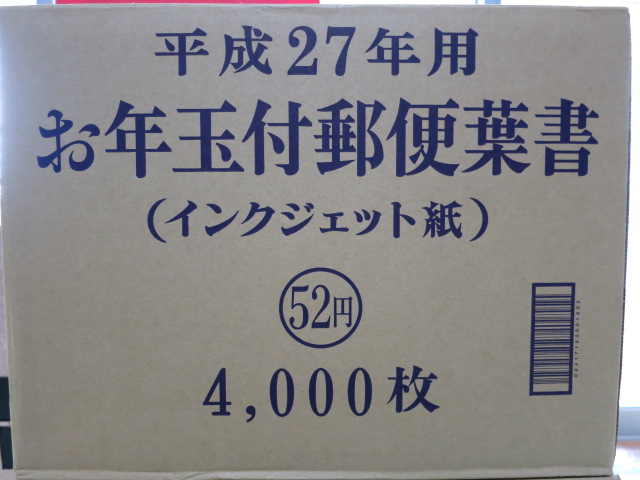 平成27年用
お年玉付郵便葉書
(インクジェット紙)
52円
4,000枚